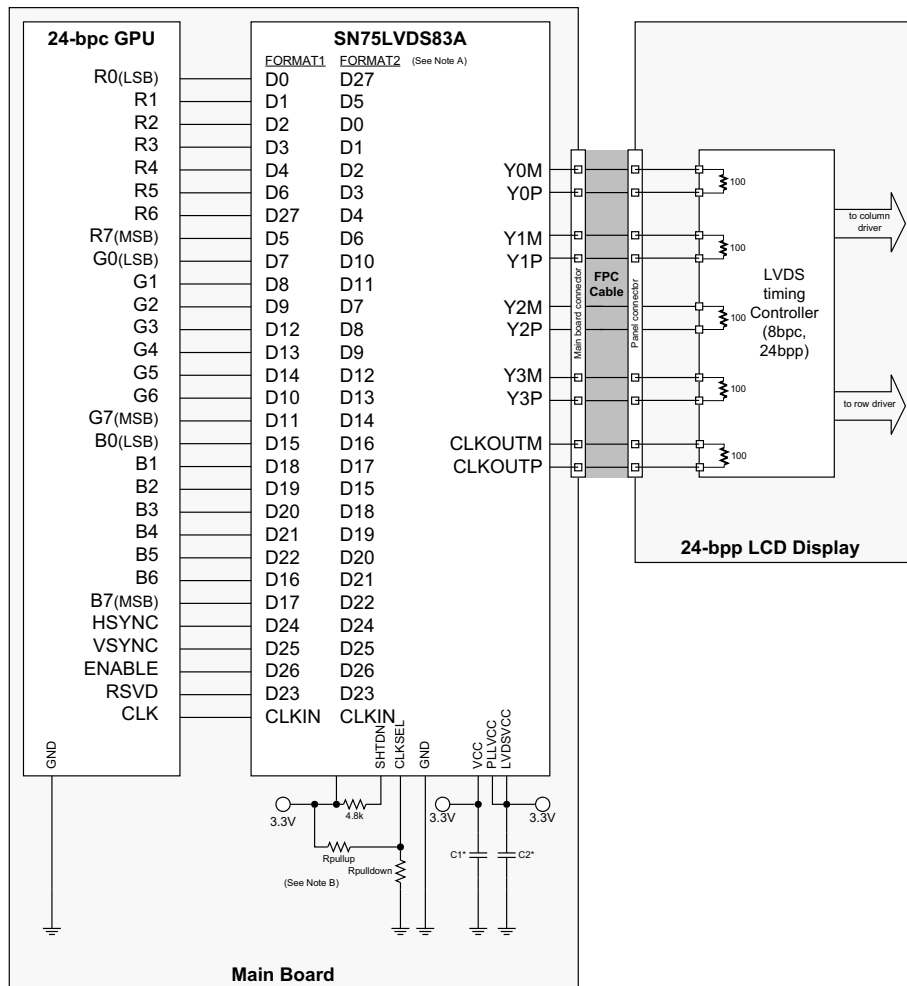 24-bpc GPU
SN75LVDS83A
FORMAT1 FORMAT2 (See Note A)
R0(LSB) D0 D27
R1 D1 D5
R2 D2 D0
R3 D3 D1
R4 D4 D2
R5 D6 D3
R6 D27 D4
R7(MSB) D5 D6
G0(LSB) D7 D10
G1 D8 D11
G2 D9 D7
G3 D12 D8
G4 D13 D9
G5 D14 D12
G6 D10 D13
G7(MSB) D11 D14
B0(LSB) D15 D16
B1 D18 D17
B2 D19 D15
B3 D20 D18
B4 D21 D19
B5 D22 D20
B6 D16 D21
B7(MSB) D17 D22
HSYNC D24 D24
VSYNC D25 D25
ENABLE D26 D26
RSVD D23 D23
CLK CLKIN CLKIN
Y0M
Y0P
Y1M
Y1P
Y2M
Y2P
Y3M
Y3P
CLKOUTM
CLKOUTP
Main board connector
FPC
Cable
Panel connector
100
100
100
100
100
LVDS
timing
Controller
(8bpc,
24bpp)
to column
driver
to row driver
24-bpp LCD Display
GND
SHTDN
CLKSEL
GND
VCC
PLLVCC
LVDSVCC
3.3V
4.8k
3.3V
3.3V
Rpullup
Rpulldown
(See Note B)
C1*
C2*
Main Board